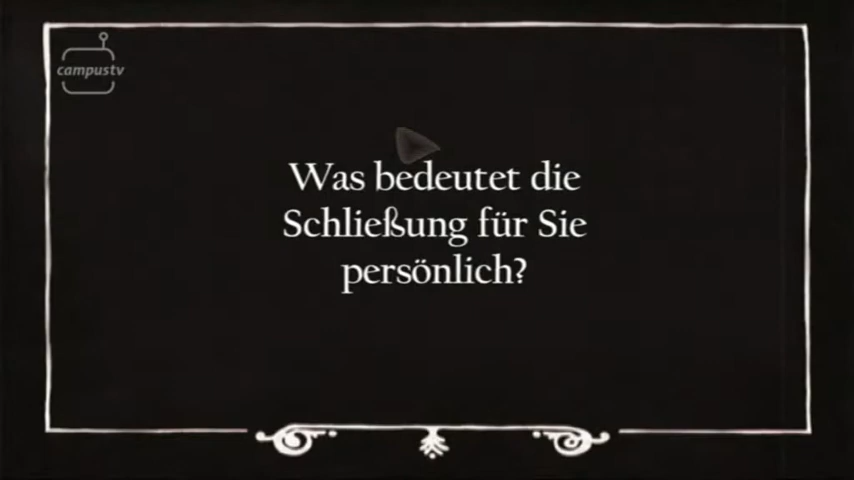 campustv
Was bedeutet die
Schließung für Sie
persönlich?